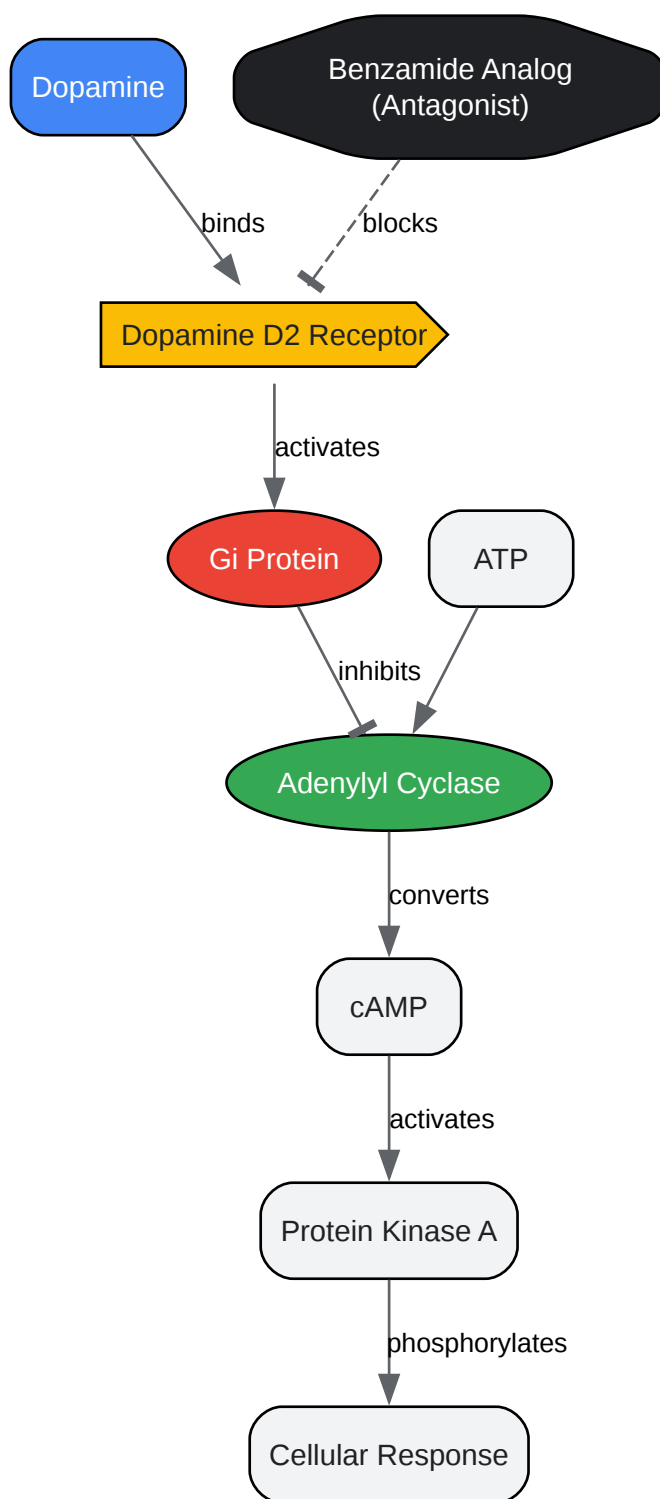 Dopamine
Benzamide Analog
(Antagonist)
binds
blocks
Dopamine D2 Receptor
activates
Gi Protein
ATP
inhibits
Adenylyl Cyclase
converts
cAMP
activates
Protein Kinase A
phosphorylates
Cellular Response